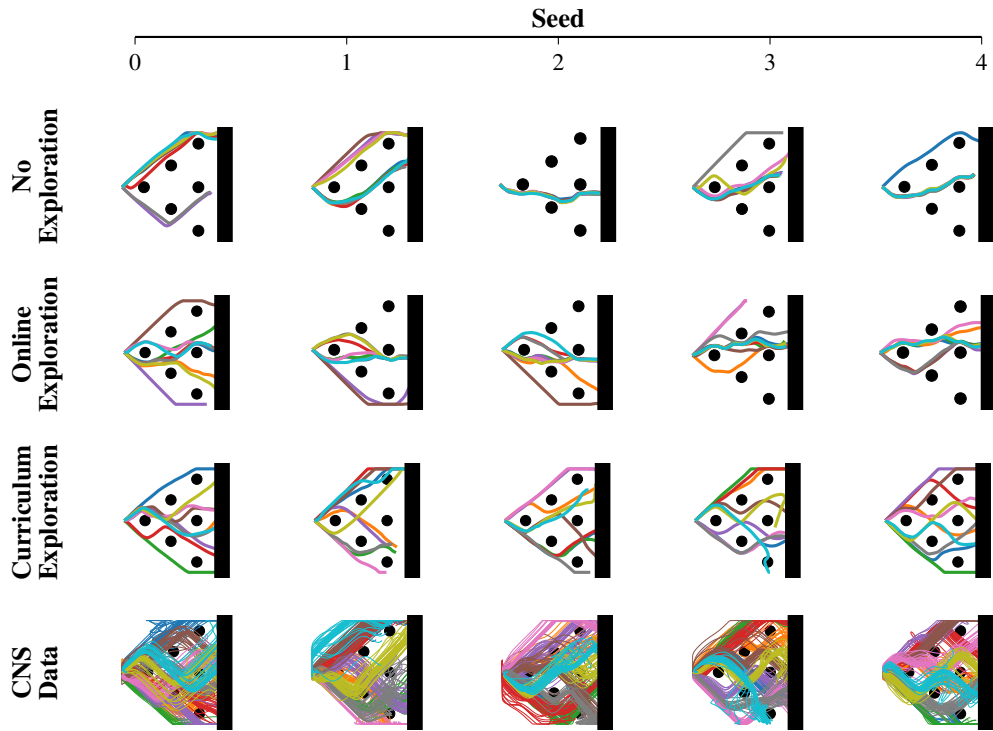 Seed
0 1 2 3 4
No
Exploration
Online
Exploration
Curriculum
Exploration
CNS
Data